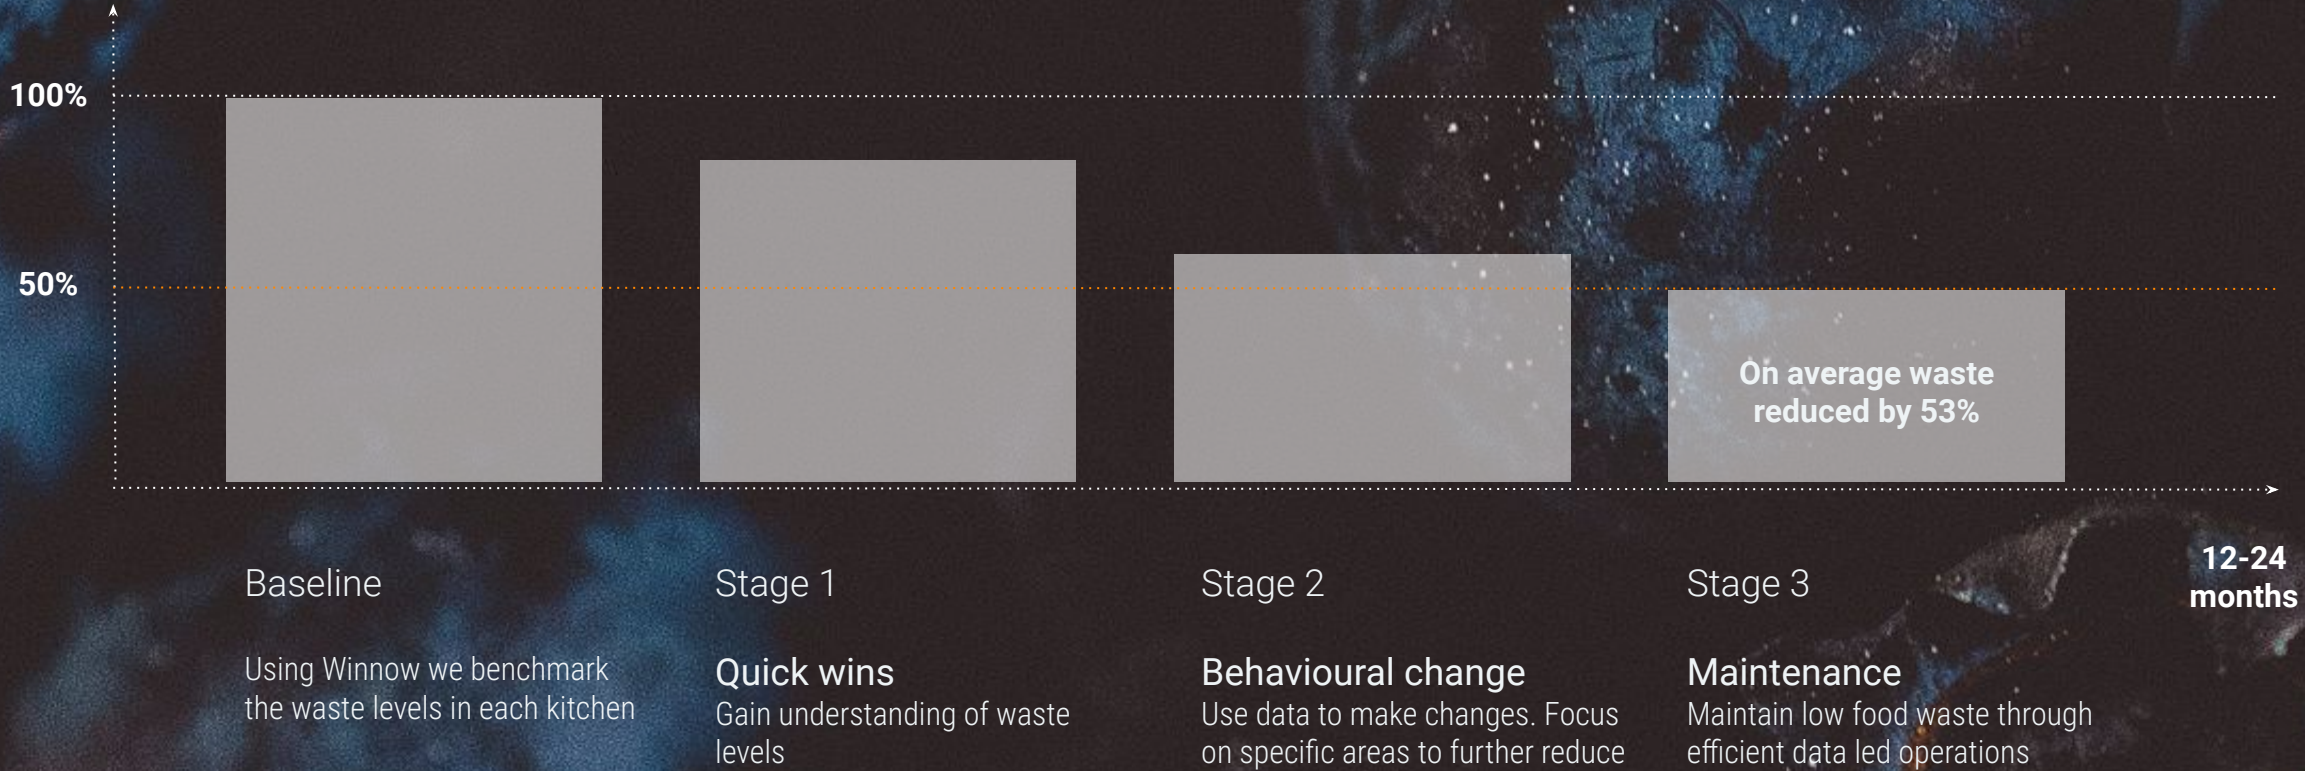 100%
50%
On average waste
reduced by 53%
12-24
months
Baseline
Using Winnow we benchmark
the waste levels in each kitchen
Stage 1
Quick wins
Gain understanding of waste
levels
Stage 2
Behavioural change
Use data to make changes. Focus
on specific areas to further reduce
Stage 3
Maintenance
Maintain low food waste through
efficient data led operations